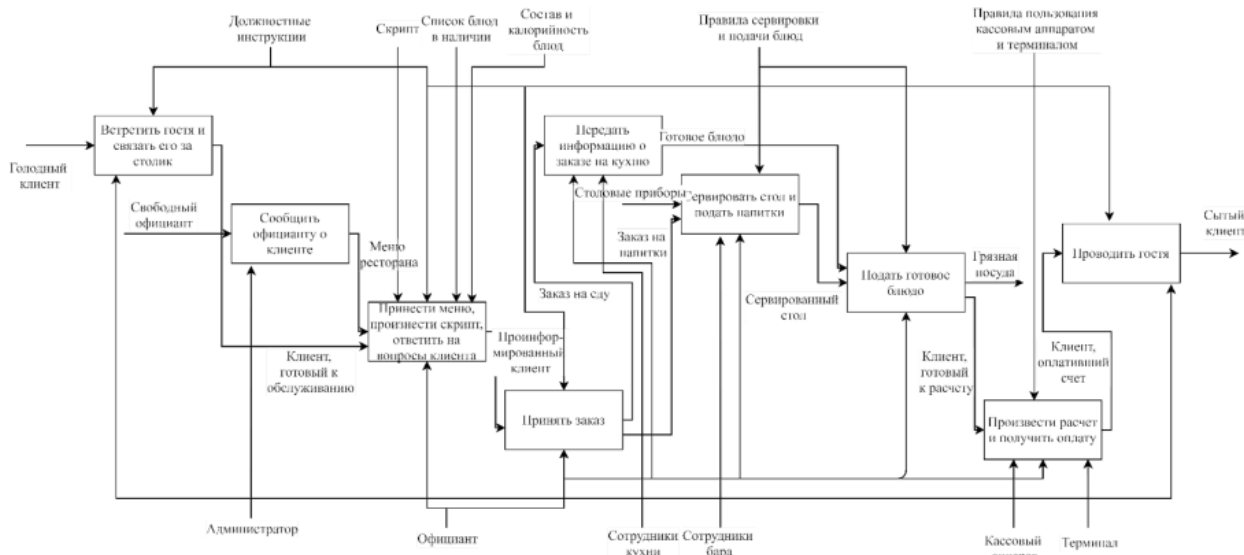 Должностные
инструкции
Скрипт
Список блюд
в наличии
Состав и
калорийность
блюд
Правила сервировки
и подачи блюд
Правила пользования
кассовым аппаратом
и терминалом
Встретить гостя и
связать его за
столик
Передать
информацию о
заказе на кухню
Готовое блюдо
Голодный
клиент
Столовые приборы
Сервировать стол и
подать напитки
Свободный
официант
Сообщить
официанту о
клиенте
Меню
ресторана
Заказ на
напитки
Сытый
клиент
Проводить гостя
Подать готовое
блюдо
Грязная
посуда
Заказ на еду
Сервированный
стол
Принести меню,
произнести скрипт,
ответить на
вопросы клиента
Проинфор-
мированный
клиент
Клиент,
готовый к
обслуживанию
Клиент,
готовый
к расчету
Клиент,
оплативший
счет
Принять заказ
Произвести расчет
и получить оплату
Администратор
Официант
Сотрудники
кухни
Сотрудники
бара
Кассовый
Терминал